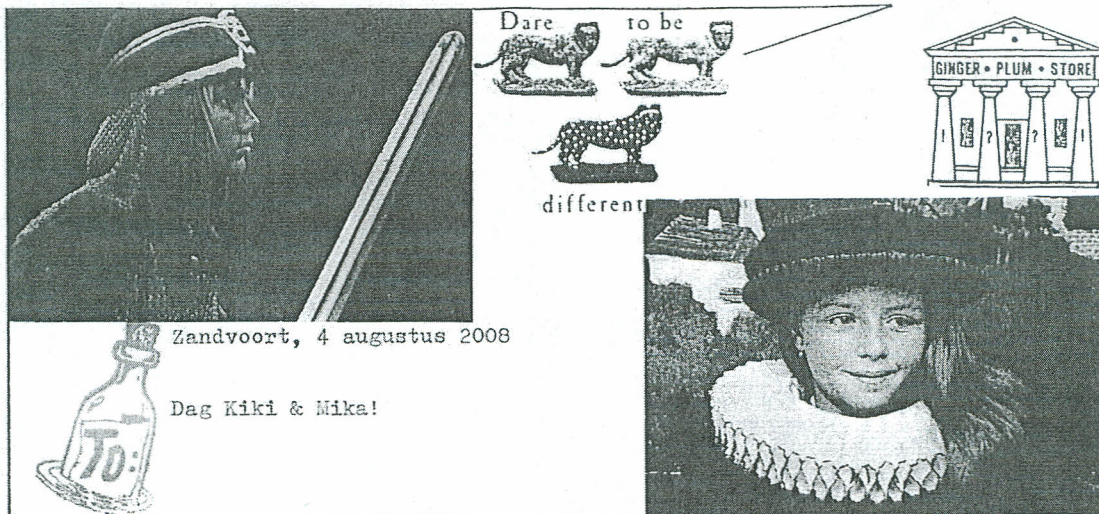 Dare to be
different
GINGER • PLUM • STORE
! ? ? !
Zandvoort, 4 augustus 2008
TO:
Dag Kiki & Mika!